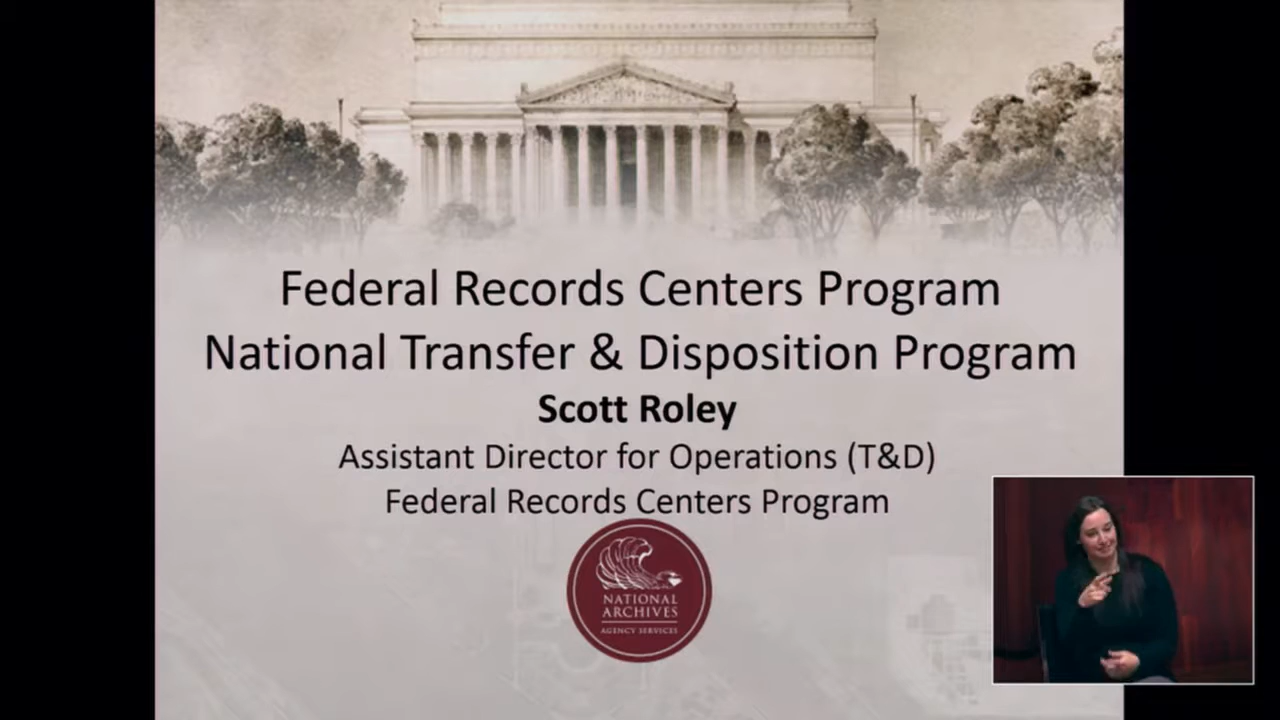 Federal Records Centers Program
National Transfer & Disposition Program
Scott Roley
Assistant Director for Operations (T&D)
Federal Records Centers Program
NATIONAL
ARCHIVES
AGENCY SERVICES